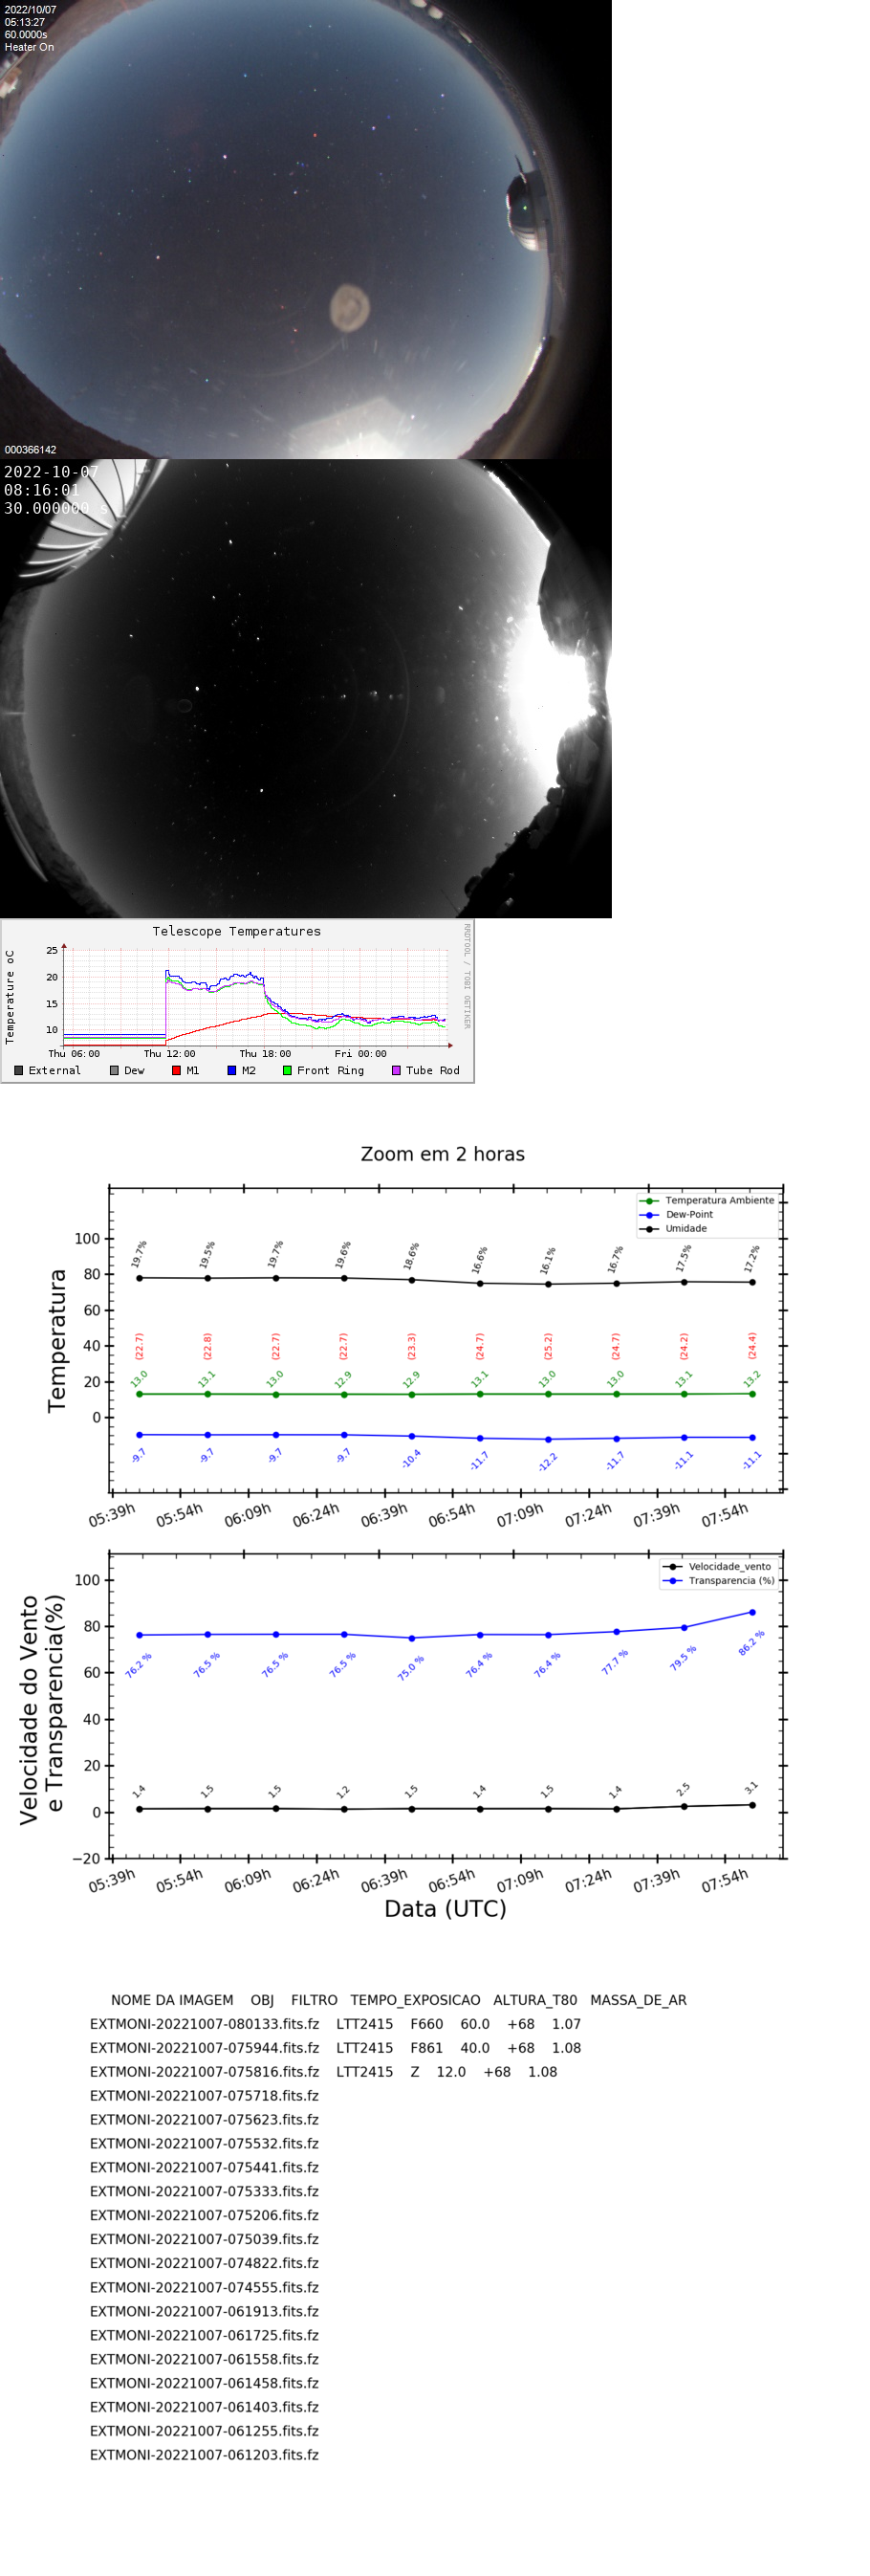 2022/10/07
05:13:27
60.0000s
Heater On
000366142
2022-10-07
08:16:01
30.000000 s
Telescope Temperatures
RRDTOOL / TOBI OETIKER
Temperature oC
25
20
15
10
Thu 06:00 Thu 12:00 Thu 18:00 Fri 00:00
External Dew M1 M2 Front Ring Tube Rod
Zoom em 2 horas
Temperatura Ambiente
Dew-Point
Umidade
Temperatura
100
80
60
40
20
0
19.7% 19.5% 19.7% 19.6% 18.6% 16.6% 16.1% 16.7% 17.5% 17.2%
(22.7) (22.8) (22.7) (22.7) (23.3) (24.7) (25.2) (24.7) (24.2) (24.4)
13.0 13.1 13.0 12.9 12.9 13.1 13.0 13.0 13.1 13.2
-9.7 -9.7 -9.7 -9.7 -10.4 -11.7 -12.2 -11.7 -11.1 -11.1
05:39h 05:54h 06:09h 06:24h 06:39h 06:54h 07:09h 07:24h 07:39h 07:54h
Velocidade_vento
Transparencia (%)
Velocidade do Vento
e Transparencia(%)
100
80
60
40
20
0
−20
76.2 % 76.5 % 76.5 % 76.5 % 75.0 % 76.4 % 76.4 % 77.7 % 79.5 % 86.2 %
1.4 1.5 1.5 1.2 1.5 1.4 1.5 1.4 2.5 3.1
05:39h 05:54h 06:09h 06:24h 06:39h 06:54h 07:09h 07:24h 07:39h 07:54h
Data (UTC)
NOME DA IMAGEM OBJ FILTRO TEMPO_EXPOSICAO ALTURA_T80 MASSA_DE_AR
EXTMONI-20221007-080133.fits.fz LTT2415 F660 60.0 +68 1.07
EXTMONI-20221007-075944.fits.fz LTT2415 F861 40.0 +68 1.08
EXTMONI-20221007-075816.fits.fz LTT2415 Z 12.0 +68 1.08
EXTMONI-20221007-075718.fits.fz
EXTMONI-20221007-075623.fits.fz
EXTMONI-20221007-075532.fits.fz
EXTMONI-20221007-075441.fits.fz
EXTMONI-20221007-075333.fits.fz
EXTMONI-20221007-075206.fits.fz
EXTMONI-20221007-075039.fits.fz
EXTMONI-20221007-074822.fits.fz
EXTMONI-20221007-074555.fits.fz
EXTMONI-20221007-061913.fits.fz
EXTMONI-20221007-061725.fits.fz
EXTMONI-20221007-061558.fits.fz
EXTMONI-20221007-061458.fits.fz
EXTMONI-20221007-061403.fits.fz
EXTMONI-20221007-061255.fits.fz
EXTMONI-20221007-061203.fits.fz